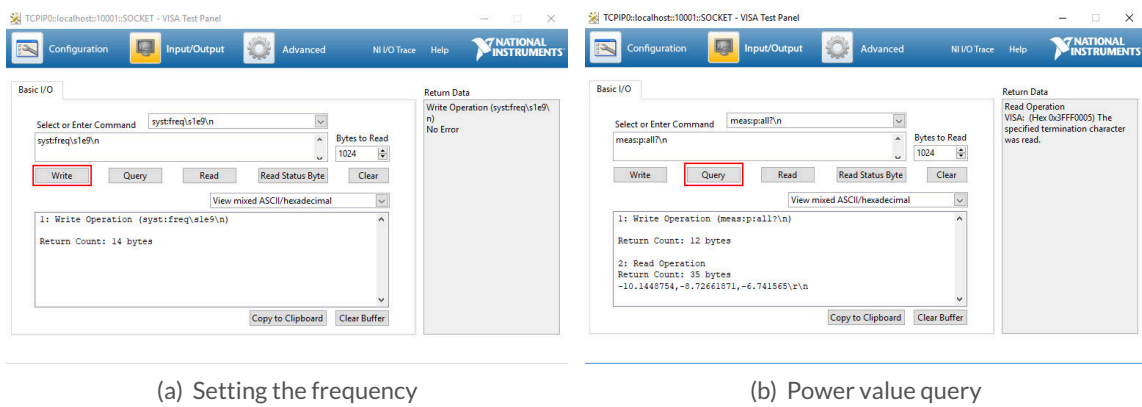 TCPIP0::localhost::10001::SOCKET - VISA Test Panel
Configuration Input/Output Advanced NI I/O Trace Help NATIONAL INSTRUMENTS
Basic I/O
Return Data
Write Operation (syst:freq\s1e9\
n)
No Error
Select or Enter Command syst:freq\s1e9\n
syst:freq\s1e9\n
Bytes to Read
1024
Write Query Read Read Status Byte Clear
View mixed ASCII/hexadecimal
1: Write Operation (syst:freq\s1e9\n)
Return Count: 14 bytes
Copy to Clipboard Clear Buffer
(a) Setting the frequency
TCPIP0::localhost::10001::SOCKET - VISA Test Panel
Configuration Input/Output Advanced NI I/O Trace Help NATIONAL INSTRUMENTS
Basic I/O
Return Data
Read Operation
VISA: (Hex 0x3FFF0005) The
specified termination character
was read.
Select or Enter Command meas:p:all?\n
meas:p:all?\n
Bytes to Read
1024
Write Query Read Read Status Byte Clear
View mixed ASCII/hexadecimal
1: Write Operation (meas:p:all?\n)
Return Count: 12 bytes
2: Read Operation
Return Count: 35 bytes
-10.1448754,-8.72661871,-6.741565\r\n
Copy to Clipboard Clear Buffer
(b) Power value query